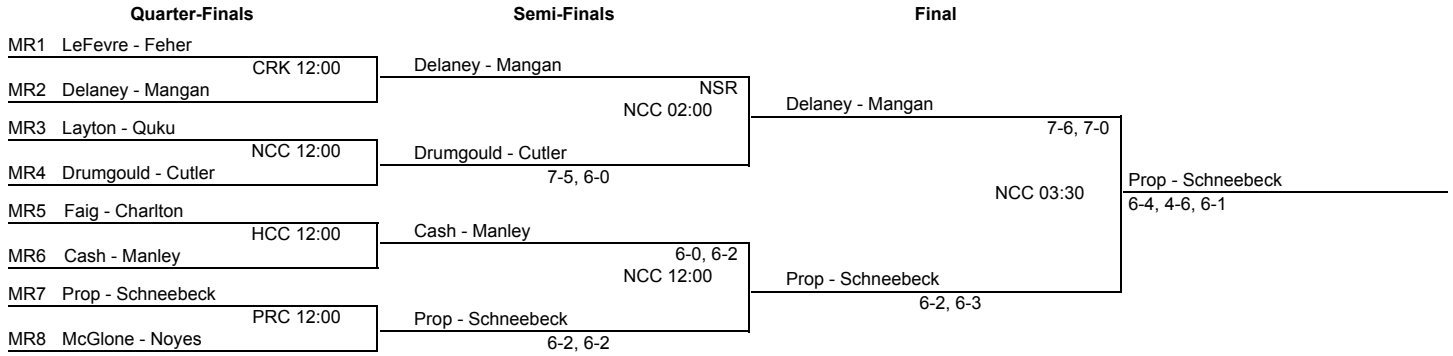 Quarter-Finals Semi-Finals Final
MR1 LeFevre - Feher
CRK 12:00
MR2 Delaney - Mangan
MR3 Layton - Quku
NCC 12:00
MR4 Drumgould - Cutler
MR5 Faig - Charlton
HCC 12:00
MR6 Cash - Manley
MR7 Prop - Schneebeck
PRC 12:00
MR8 McGlone - Noyes
Delaney - Mangan
NSR
NCC 02:00
Drumgould - Cutler
7-5, 6-0
Cash - Manley
6-0, 6-2
NCC 12:00
Prop - Schneebeck
6-2, 6-2
Delaney - Mangan
7-6, 7-0
NCC 03:30
Prop - Schneebeck
6-2, 6-3
Prop - Schneebeck
6-4, 4-6, 6-1